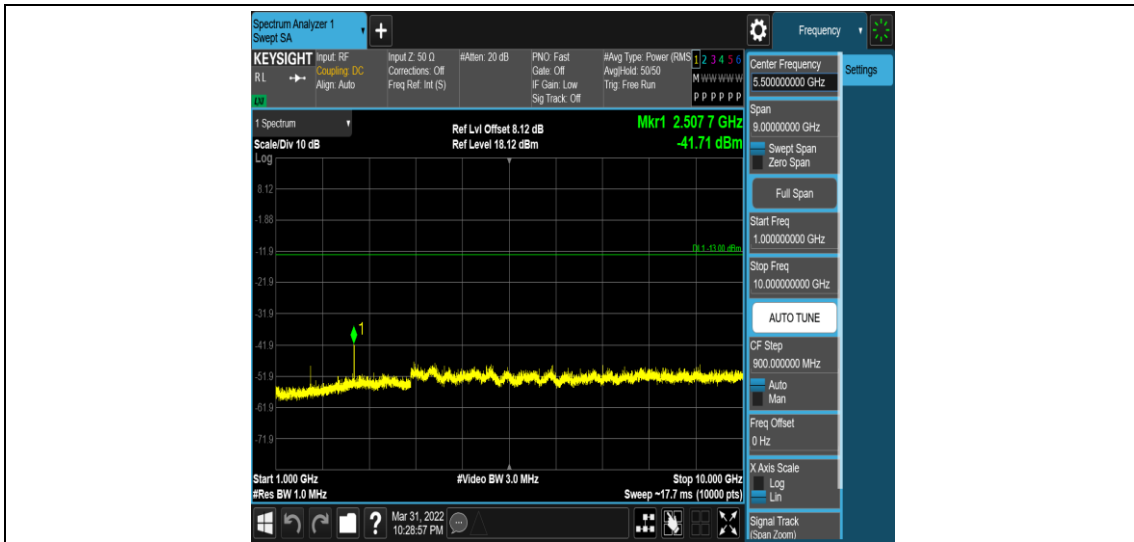 Spectrum Analyzer 1
Swept SA
+
Frequency
KEYSIGHT
RL
LXI
Input: RF
Coupling: DC
Align: Auto
Input Z: 50 Ω
Corrections: Off
Freq Ref: Int (S)
#Atten: 20 dB
PNO: Fast
Gate: Off
IF Gain: Low
Sig Track: Off
#Avg Type: Power (RMS
Avg|Hold: 50/50
Trig: Free Run
1 2 3 4 5 6
M W W W W W
P P P P P P
1 Spectrum
Scale/Div 10 dB
Log
Ref Lvl Offset 8.12 dB
Ref Level 18.12 dBm
Mkr1 2.507 7 GHz
-41.71 dBm
8.12
-1.88
-11.9
DL1 -13.00 dBm
-21.9
-31.9
1
-41.9
-51.9
-61.9
-71.9
Start 1.000 GHz
#Res BW 1.0 MHz
#Video BW 3.0 MHz
Stop 10.000 GHz
Sweep ~17.7 ms (10000 pts)
Center Frequency
5.500000000 GHz
Settings
Span
9.00000000 GHz
Swept Span
Zero Span
Full Span
Start Freq
1.000000000 GHz
Stop Freq
10.000000000 GHz
AUTO TUNE
CF Step
900.000000 MHz
Auto
Man
Freq Offset
0 Hz
X Axis Scale
Log
Lin
Signal Track
(Span Zoom)
?
Mar 31, 2022
10:28:57 PM